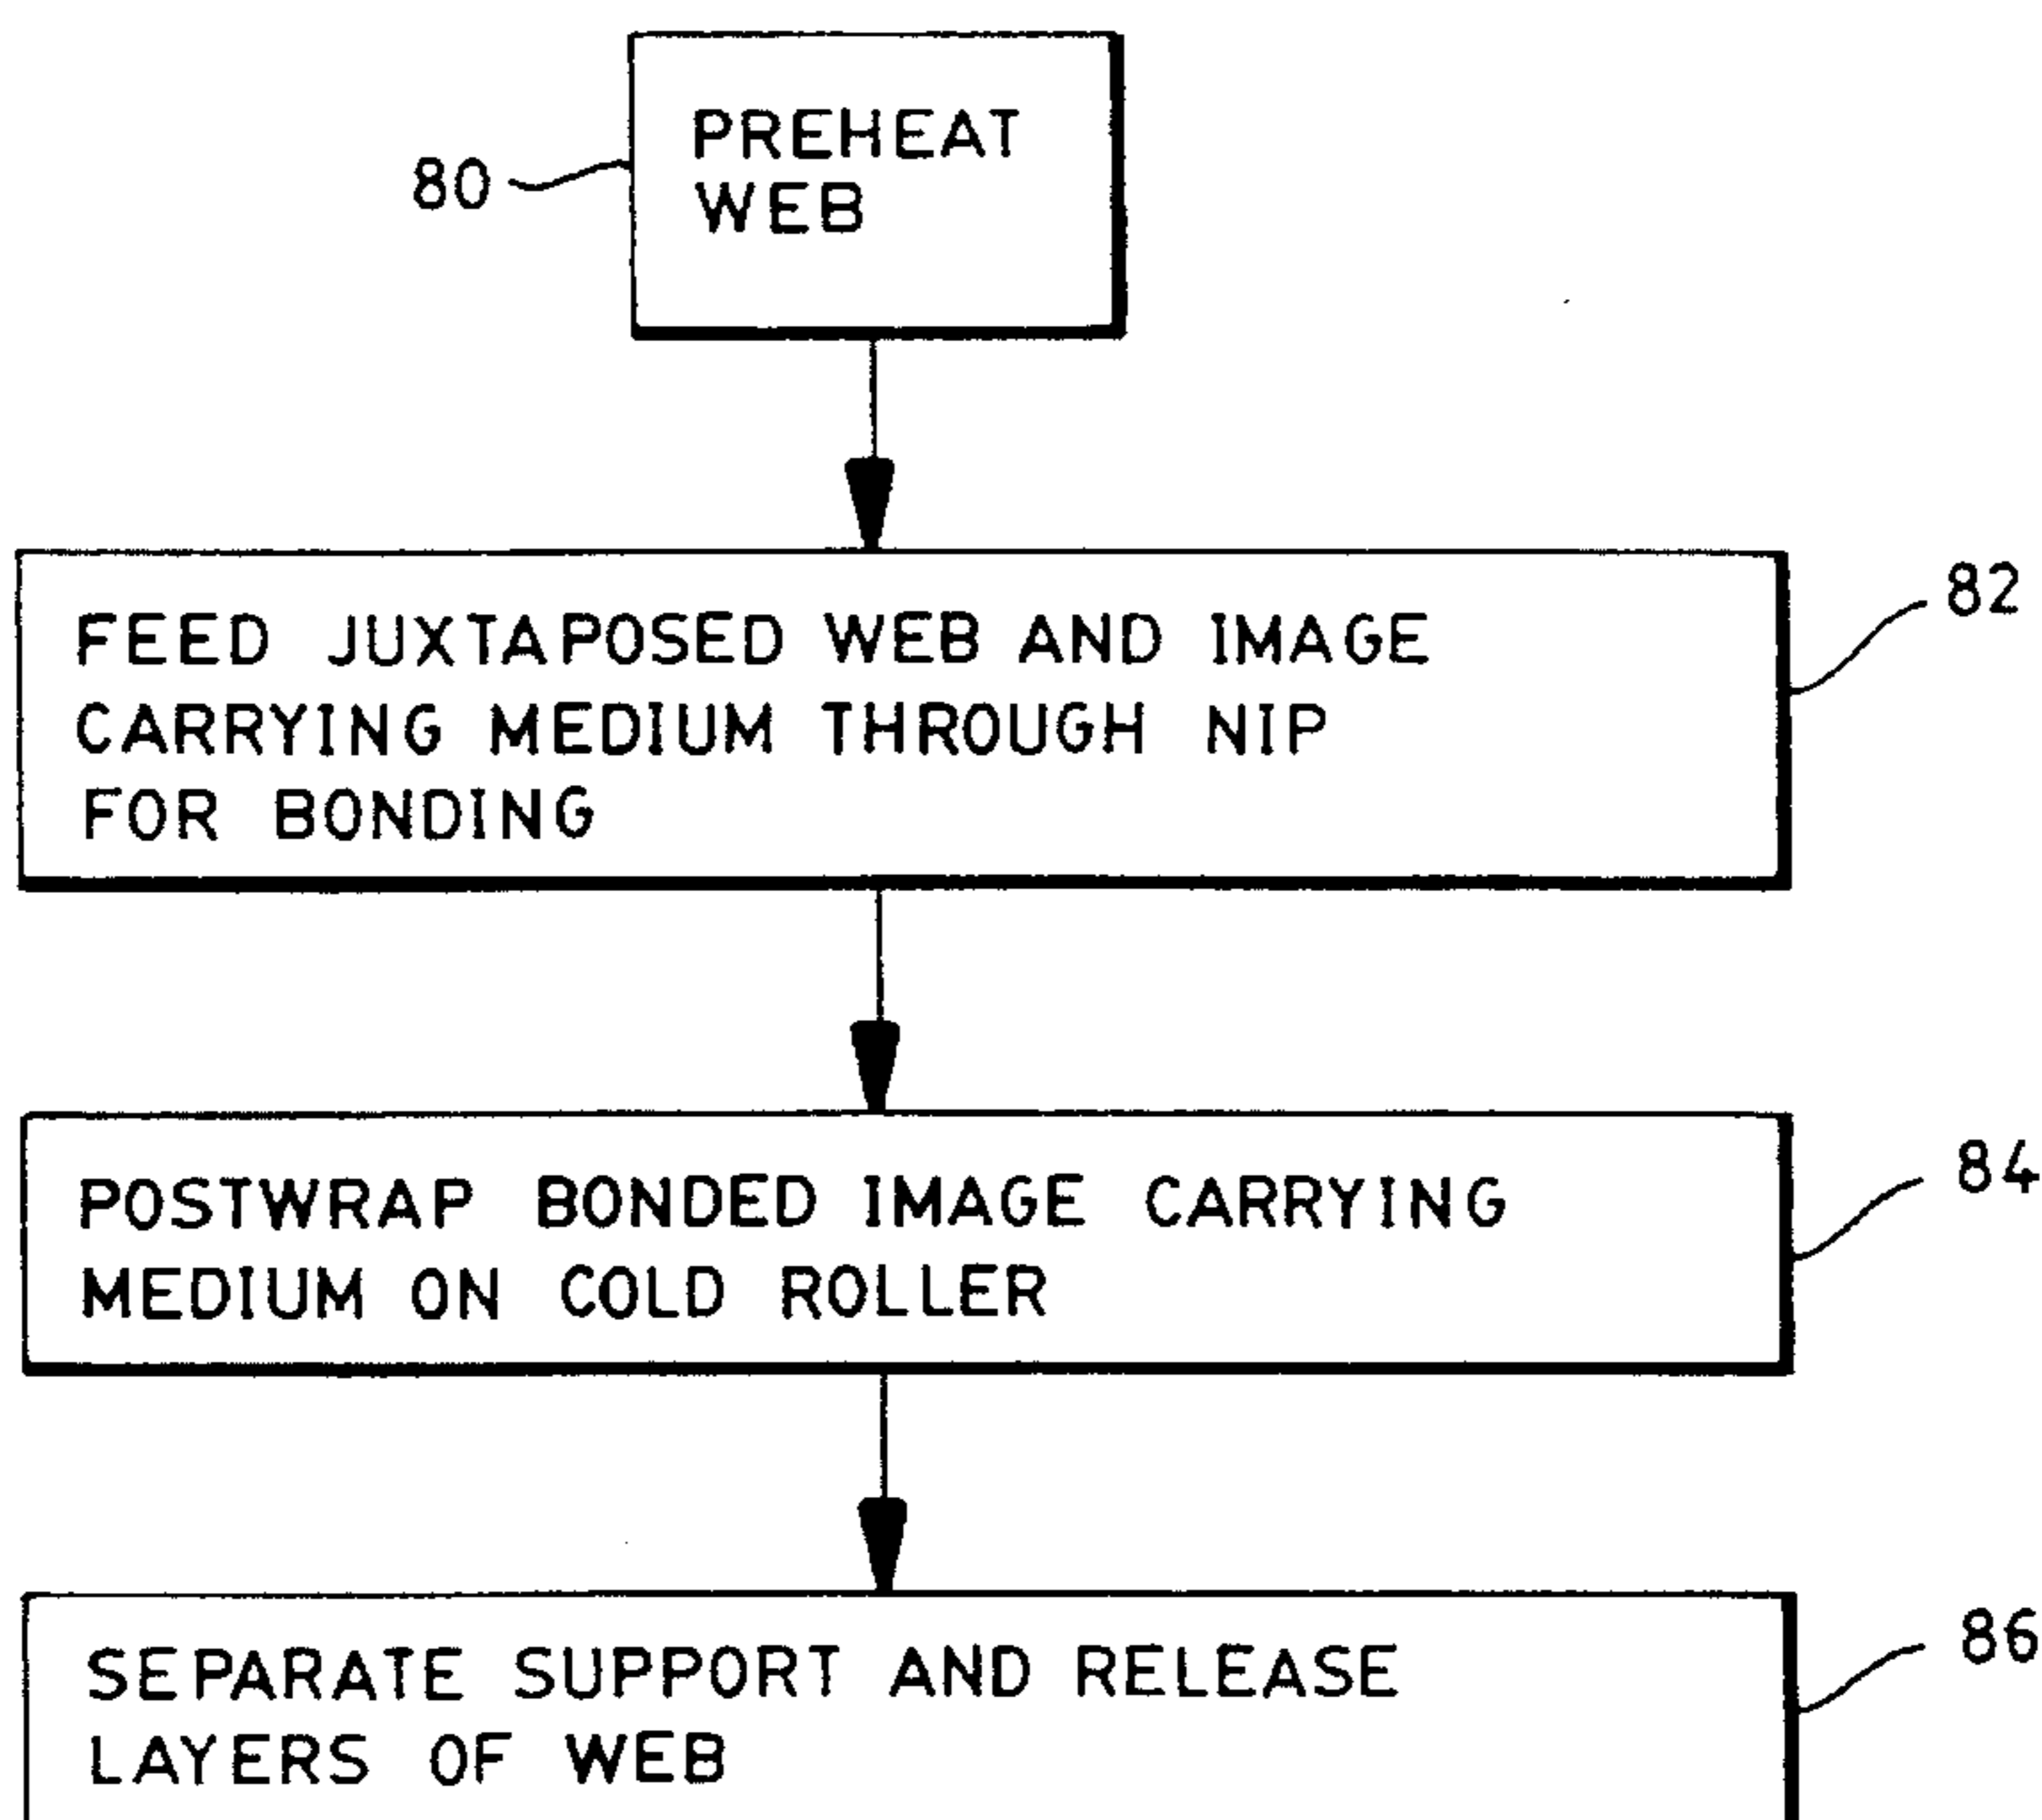 PREHEAT
WEB
80
FEED JUXTAPOSED WEB AND IMAGE
CARRYING MEDIUM THROUGH NIP
FOR BONDING
82
POSTWRAP BONDED IMAGE CARRYING
MEDIUM ON COLD ROLLER
84
SEPARATE SUPPORT AND RELEASE
LAYERS OF WEB
86